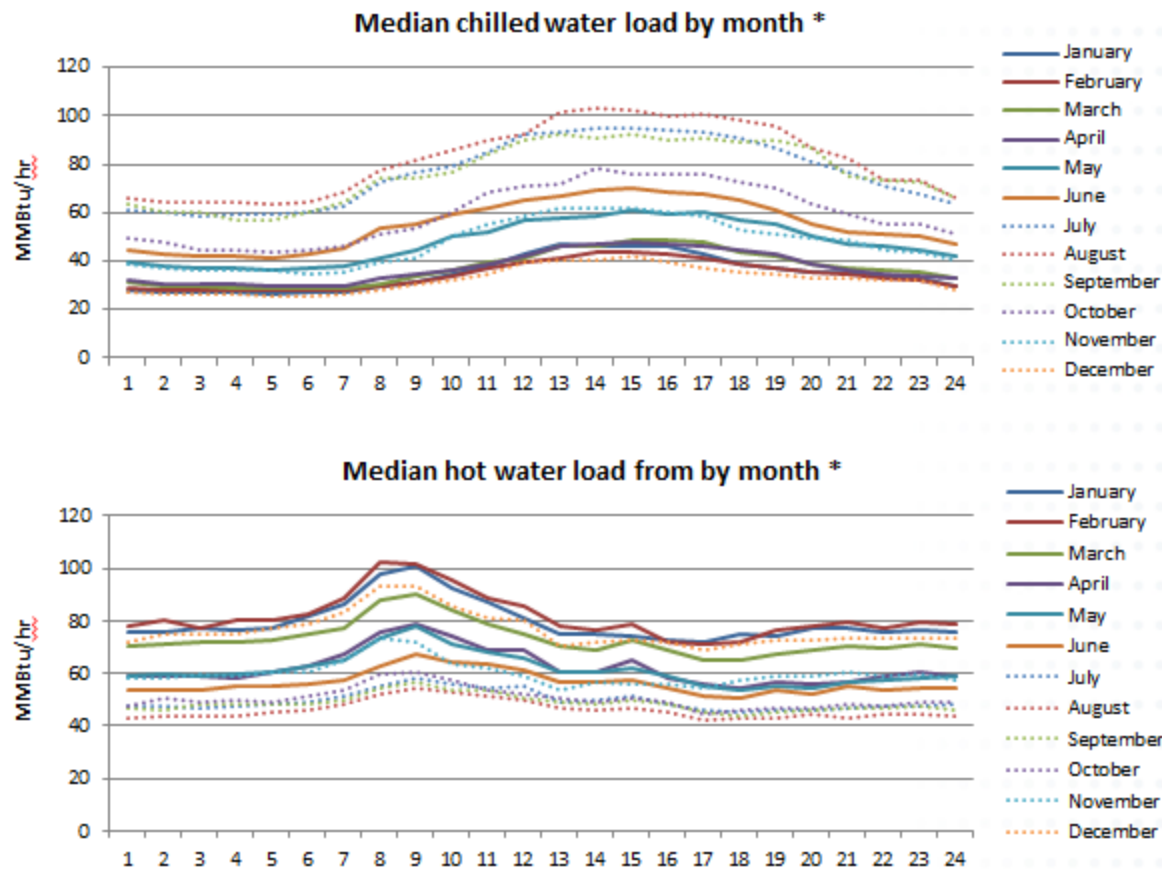 Median chilled water load by month *
MMBtu/hr
120
100
80
60
40
20
0
1 2 3 4 5 6 7 8 9 10 11 12 13 14 15 16 17 18 19 20 21 22 23 24
January
February
March
April
May
June
July
August
September
October
November
December
Median hot water load from by month *
MMBtu/hr
120
100
80
60
40
20
0
1 2 3 4 5 6 7 8 9 10 11 12 13 14 15 16 17 18 19 20 21 22 23 24
January
February
March
April
May
June
July
August
September
October
November
December